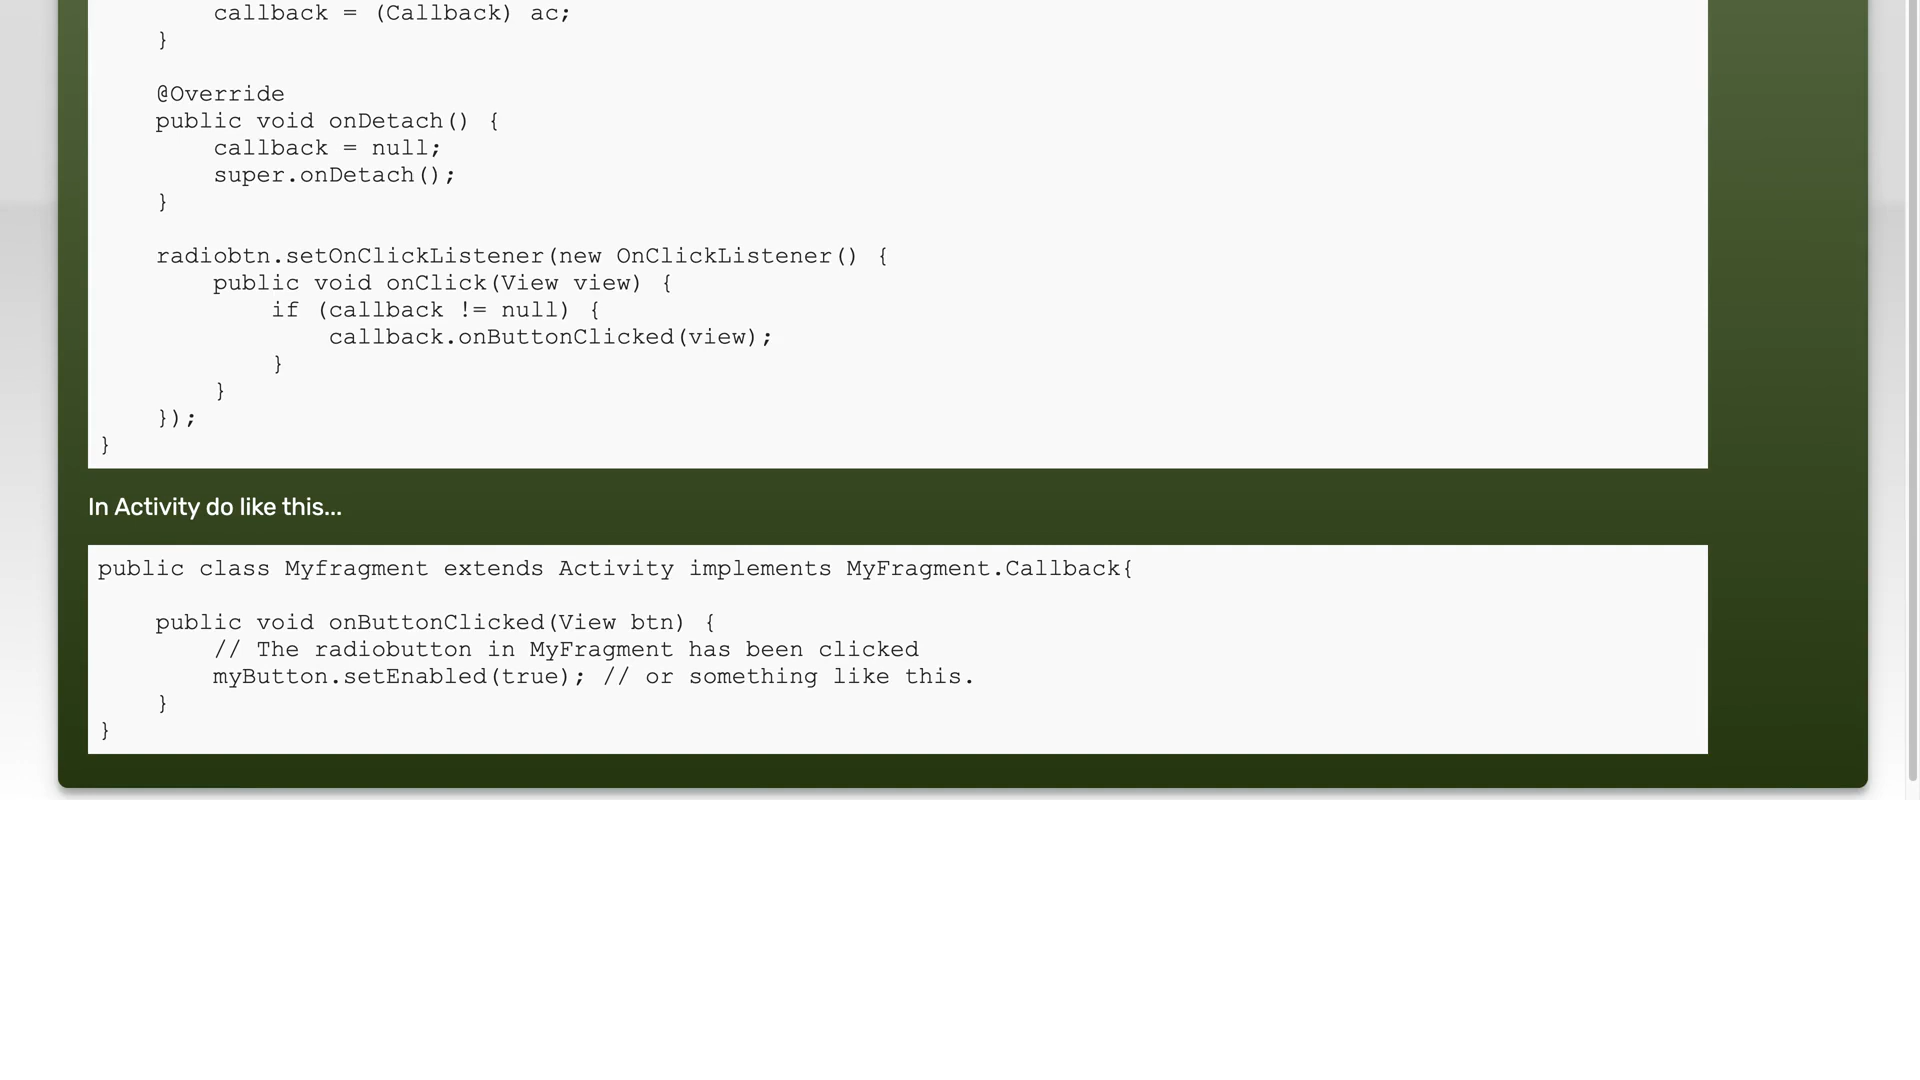 callback = (Callback) ac;
    }

    @Override
    public void onDetach() {
        callback = null;
        super.onDetach();
    }

    radiobtn.setOnClickListener(new OnClickListener() {
        public void onClick(View view) {
            if (callback != null) {
                callback.onButtonClicked(view);
            }
        }
    });
}
In Activity do like this...
public class Myfragment extends Activity implements MyFragment.Callback{

    public void onButtonClicked(View btn) {
        // The radiobutton in MyFragment has been clicked
        myButton.setEnabled(true); // or something like this.
    }
}